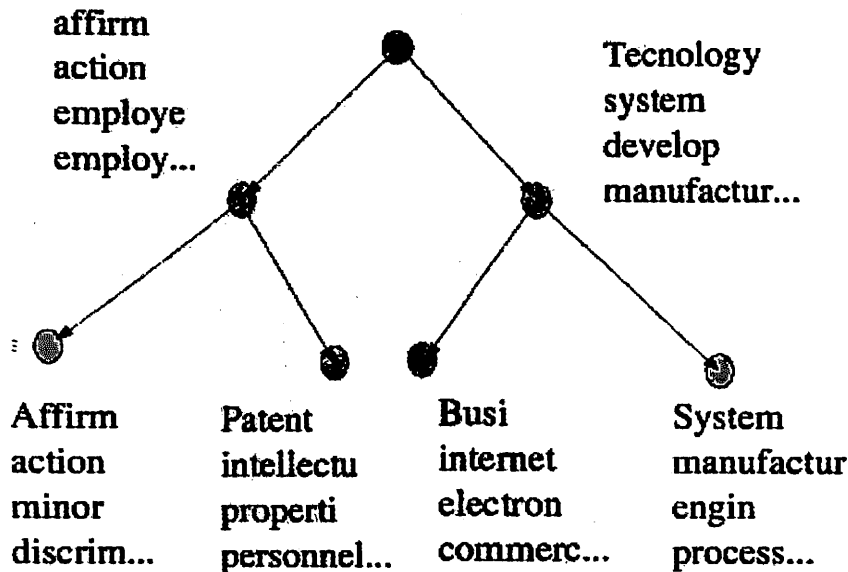 affirm
action
employe
employ...
Tecnology
system
develop
manufactur...
Affirm
action
minor
discrim...
Patent
intellectu
properti
personnel...
Busi
internet
electron
commerc...
System
manufactur
engin
process...